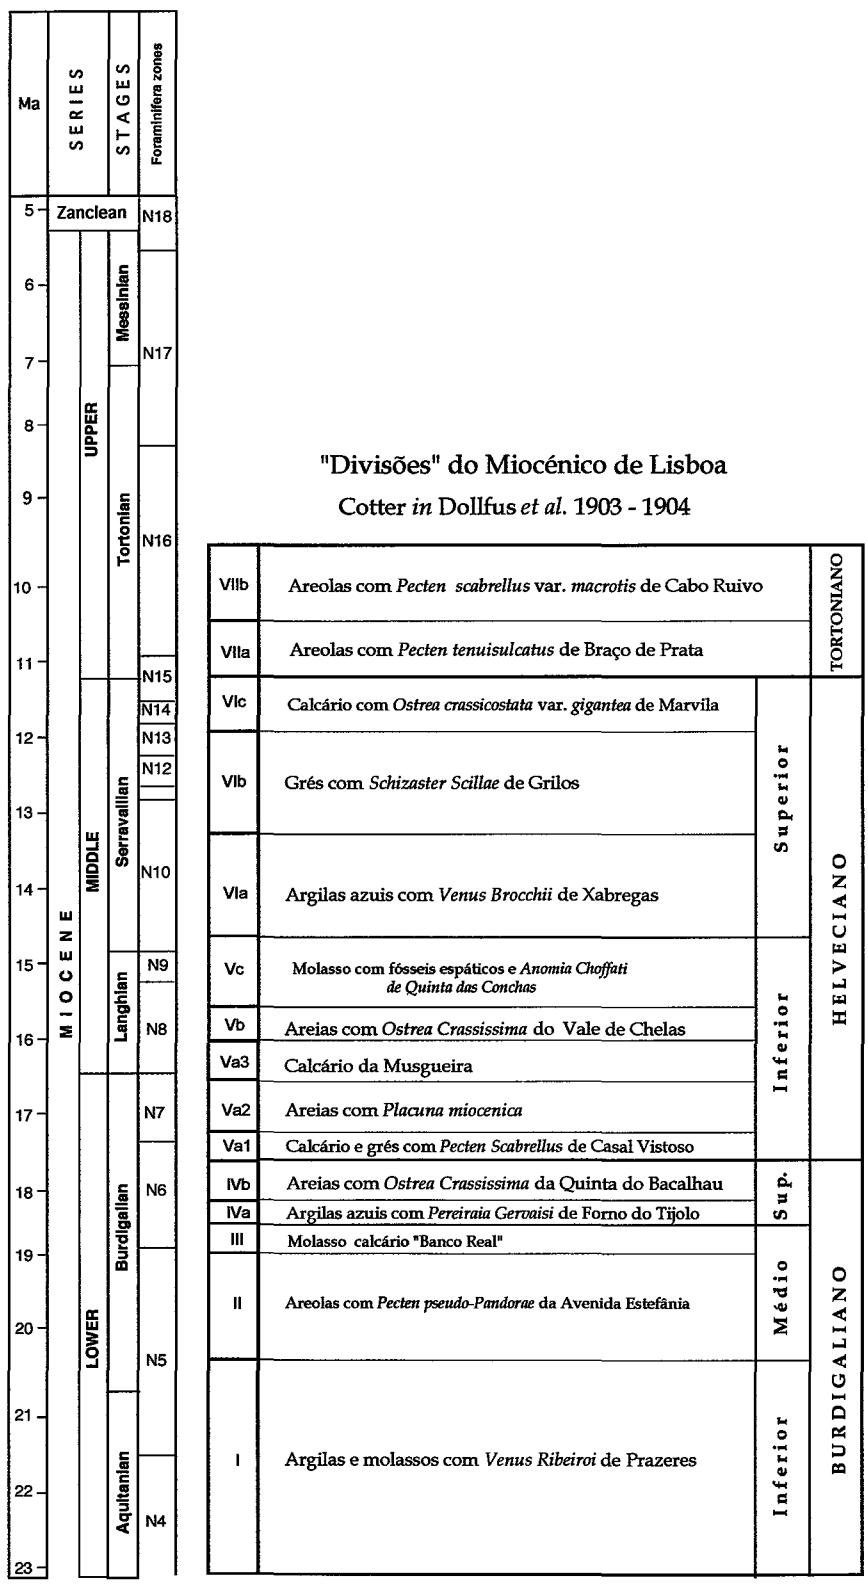 Ma
SERIES
STAGES
Foraminifera zones
5
Zanclean
N18
6
Messinian
7
N17
8
UPPER
9
Tortonian
N16
10
11
N15
N14
12
N13
N12
13
MIDDLE
Serravallian
N10
14
MIOCENE
15
N9
Langhian
16
N8
17
N7
18
N6
Burdigalian
19
20
LOWER
N5
21
Aquitanian
22
N4
23
"Divisões" do Miocénico de Lisboa
Cotter in Dollfus et al. 1903 - 1904
VIIb Areolas com Pecten scabrellus var. macrotis de Cabo Ruivo
VIIa Areolas com Pecten tenuisulcatus de Braço de Prata
TORTONIANO
VIc Calcário com Ostrea crassicostata var. gigantea de Marvila
VIb Grés com Schizaster Scillae de Grilos
VIa Argilas azuis com Venus Brocchii de Xabregas
Superior
Vc Molasso com fósseis espáticos e Anomia Choffati
de Quinta das Conchas
Vb Areias com Ostrea Crassissima do Vale de Chelas
Va3 Calcário da Musgueira
Va2 Areias com Placuna miocenica
Va1 Calcário e grés com Pecten Scabrellus de Casal Vistoso
Inferior
HELVECIANO
IVb Areias com Ostrea Crassissima da Quinta do Bacalhau
IVa Argilas azuis com Pereiraia Gervaisi de Forno do Tijolo
Sup.
III Molasso calcário "Banco Real"
II Areolas com Pecten pseudo-Pandorae da Avenida Estefânia
Médio
I Argilas e molassos com Venus Ribeiroi de Prazeres
Inferior
BURDIGALIANO